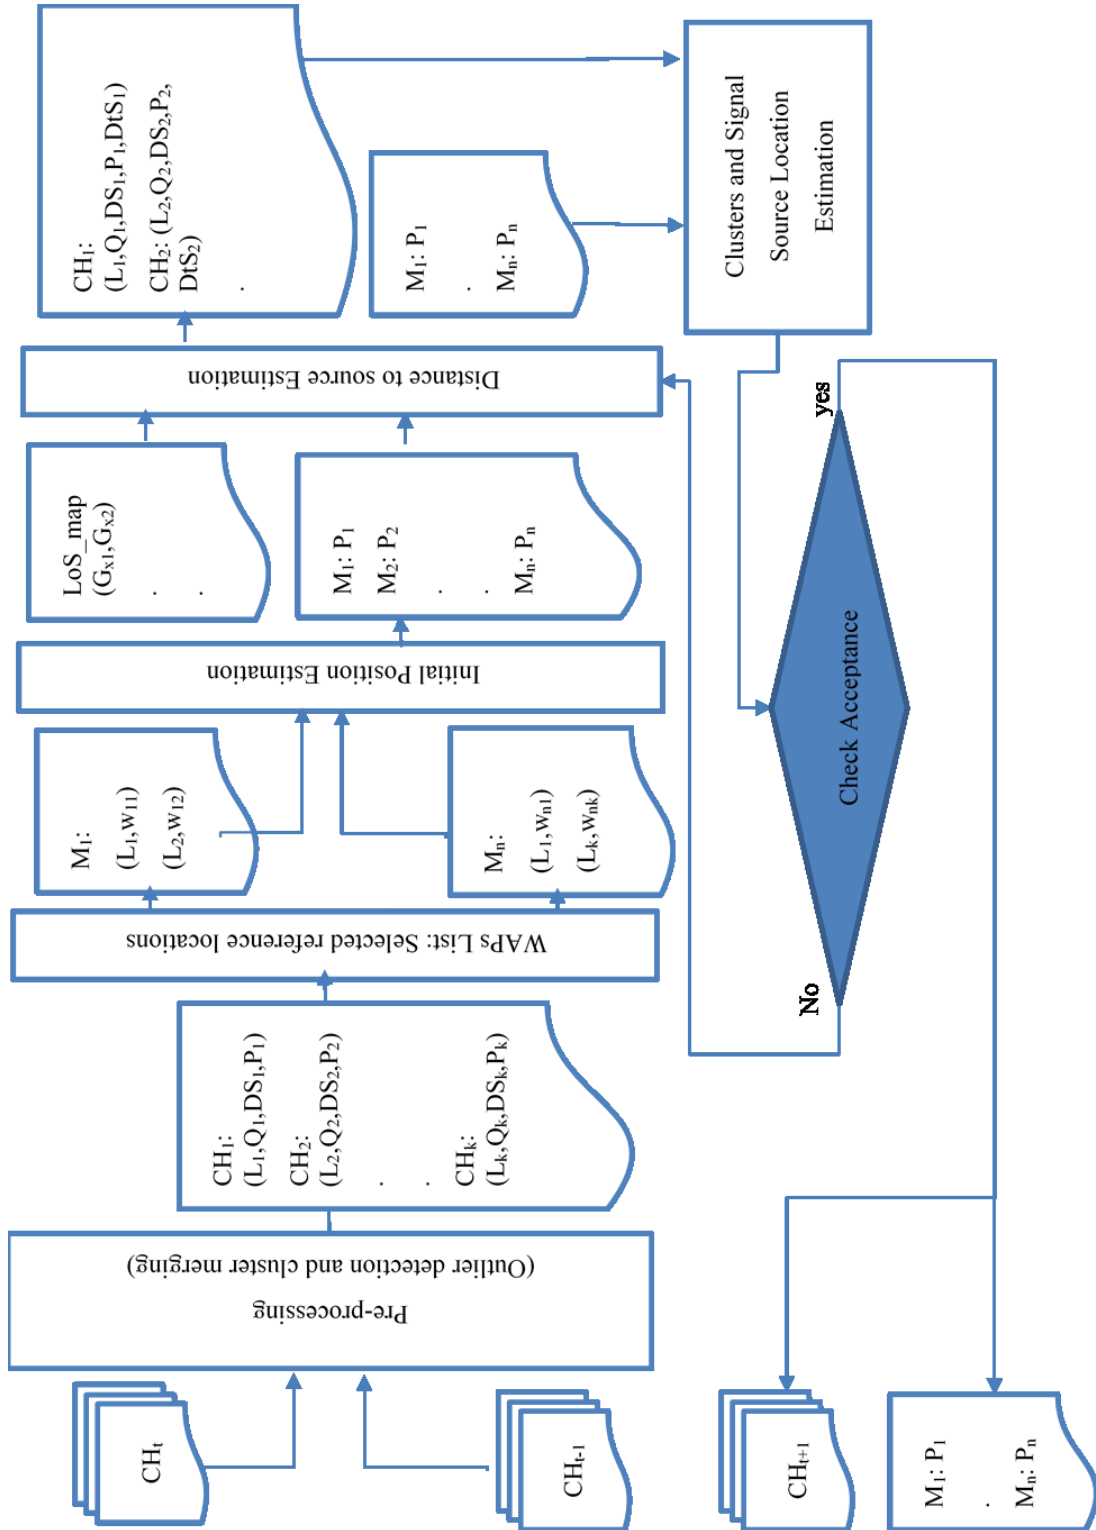 CHₜ
CHₜ₋₁
Pre-processing
(Outlier detection and cluster merging)
CH₁:
(L₁,Q₁,DS₁,P₁)
CH₂:
(L₂,Q₂,DS₂,P₂)
.
.
CHₖ:
(Lₖ,Qₖ,DSₖ,Pₖ)
WAPs List: Selected reference locations
M₁:
(L₁,w₁₁)
(L₂,w₁₂)
Mₙ:
(L₁,wₙ₁)
(Lₖ,wₙₖ)
Initial Position Estimation
LoS_map
(Gₓ₁,Gₓ₂)
.
.
M₁: P₁
M₂: P₂
.
.
Mₙ: Pₙ
Distance to source Estimation
CH₁:
(L₁,Q₁,DS₁,P₁,DtS₁)
CH₂: (L₂,Q₂,DS₂,P₂,
DtS₂)
.
M₁: P₁
.
Mₙ: Pₙ
Clusters and Signal
Source Location
Estimation
Check Acceptance
No
yes
CHₜ₊₁
M₁: P₁
.
Mₙ: Pₙ